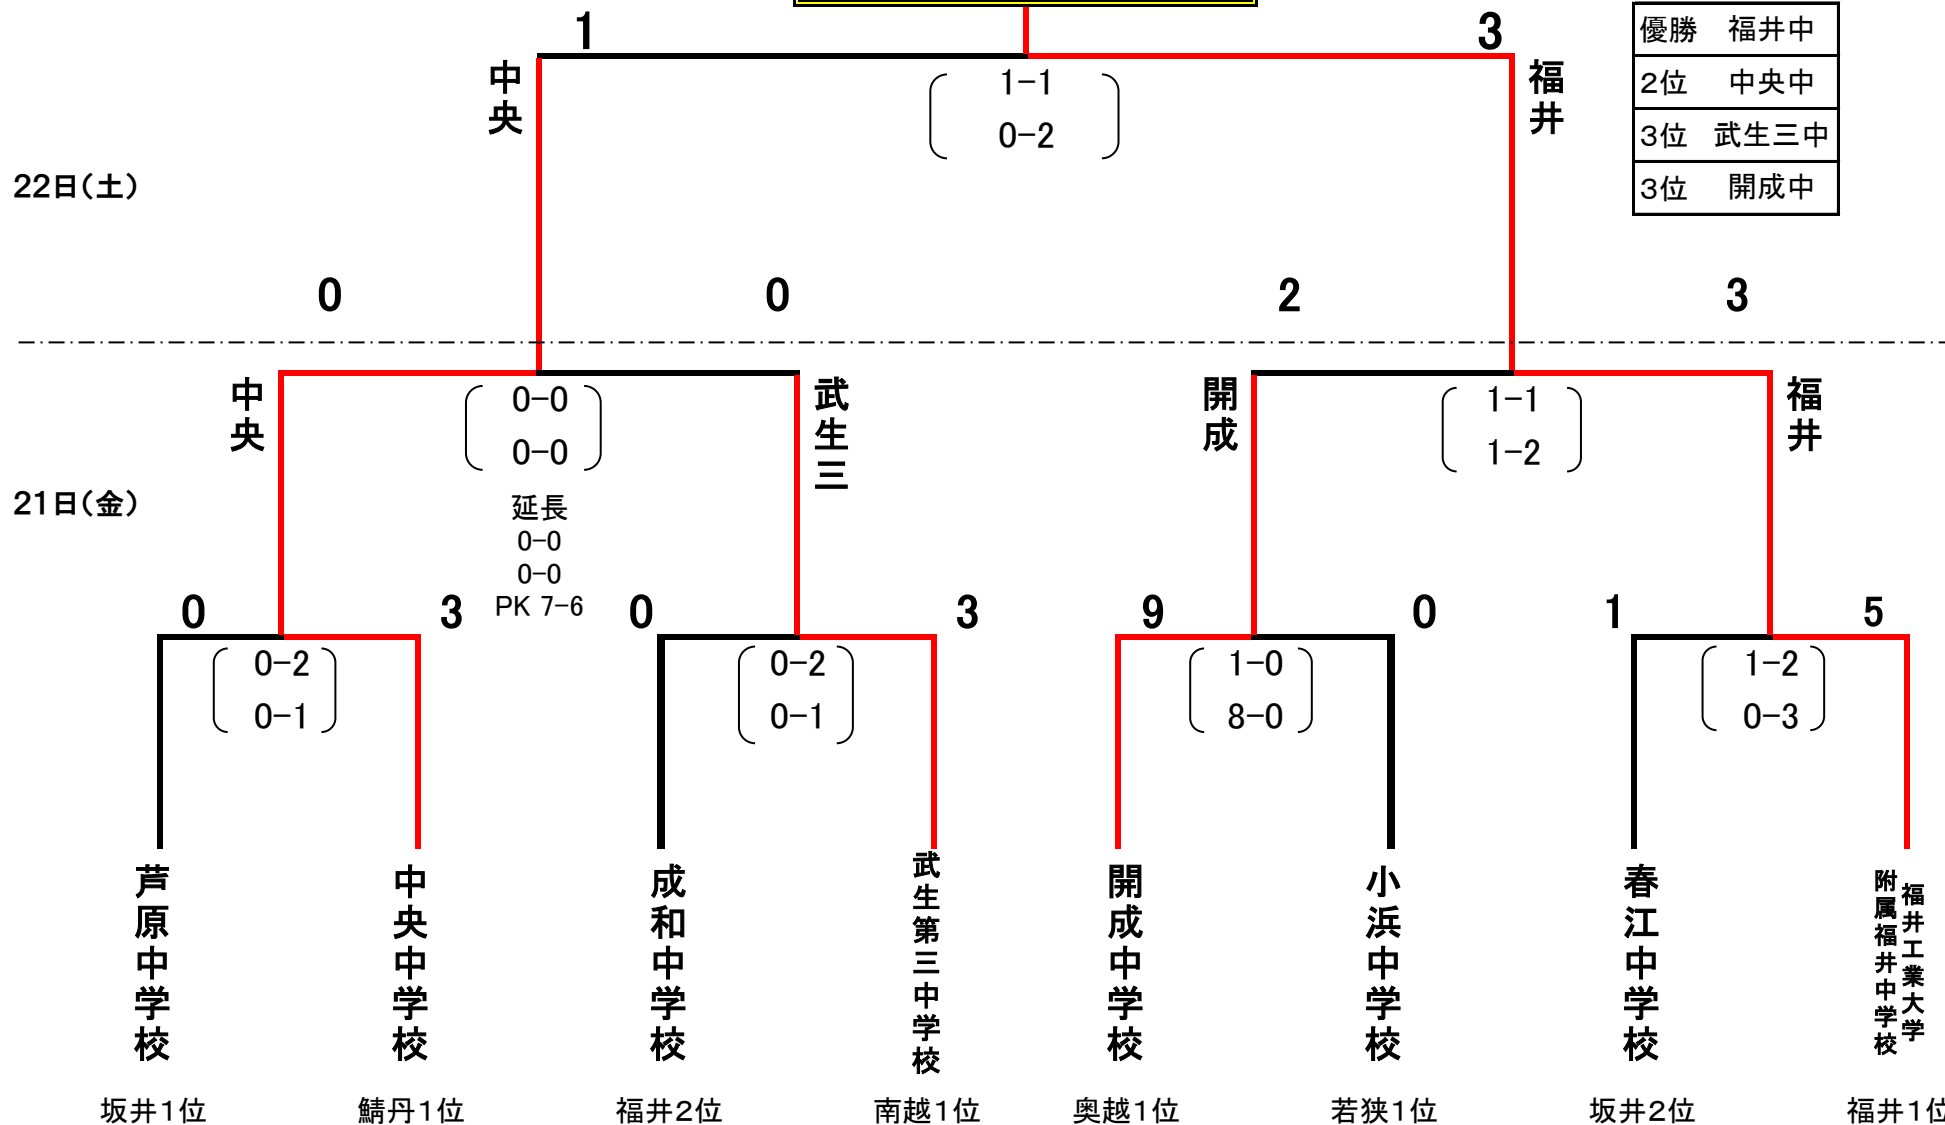 1
3
優勝 福井中
2位 中央中
3位 武生三中
3位 開成中
中央
福井
1-1
0-2
22日(土)
0
0
2
3
中央
武生三
開成
福井
0-0
0-0
1-1
1-2
21日(金)
延長
0-0
0-0
PK 7-6
0
3
0
3
9
0
1
5
0-2
0-1
0-2
0-1
1-0
8-0
1-2
0-3
芦原中学校
中央中学校
成和中学校
武生第三中学校
開成中学校
小浜中学校
春江中学校
福井工業大学
附属福井中学校
坂井1位
鯖丹1位
福井2位
南越1位
奥越1位
若狭1位
坂井2位
福井1位